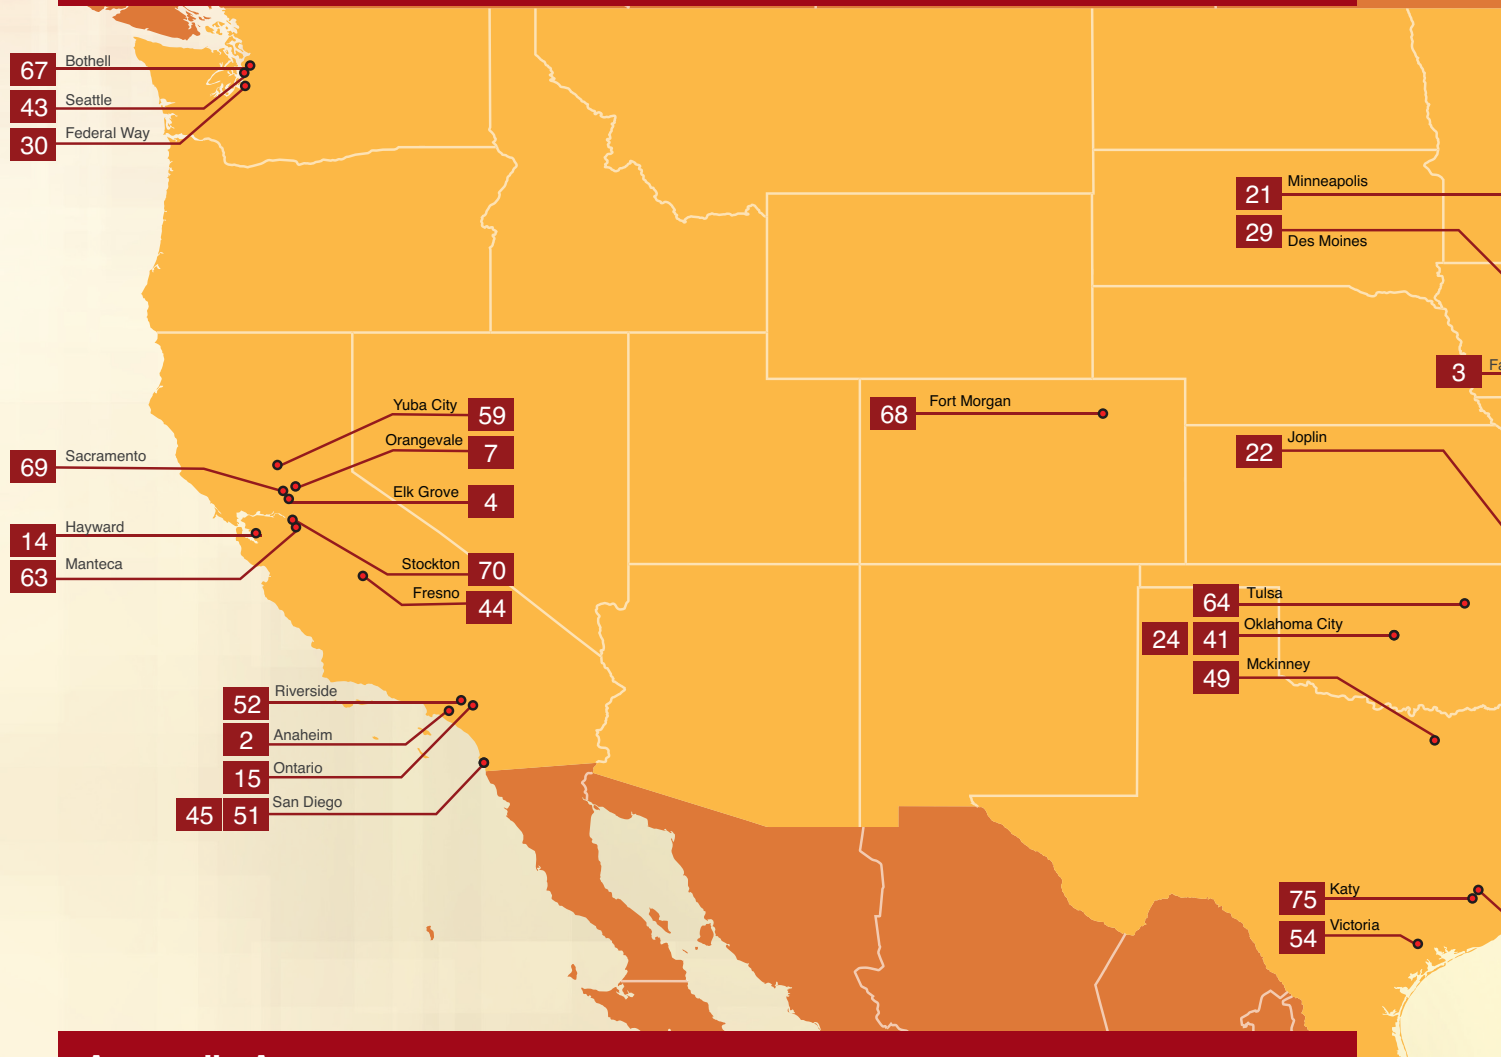 67 Bothell
43 Seattle
30 Federal Way
21 Minneapolis
29 Des Moines
3
68 Fort Morgan
22 Joplin
Yuba City 59
Orangevale 7
69 Sacramento
Elk Grove 4
14 Hayward
63 Manteca
Stockton 70
Fresno 44
64 Tulsa
24 41 Oklahoma City
49 Mckinney
52 Riverside
2 Anaheim
15 Ontario
45 51 San Diego
75 Katy
54 Victoria